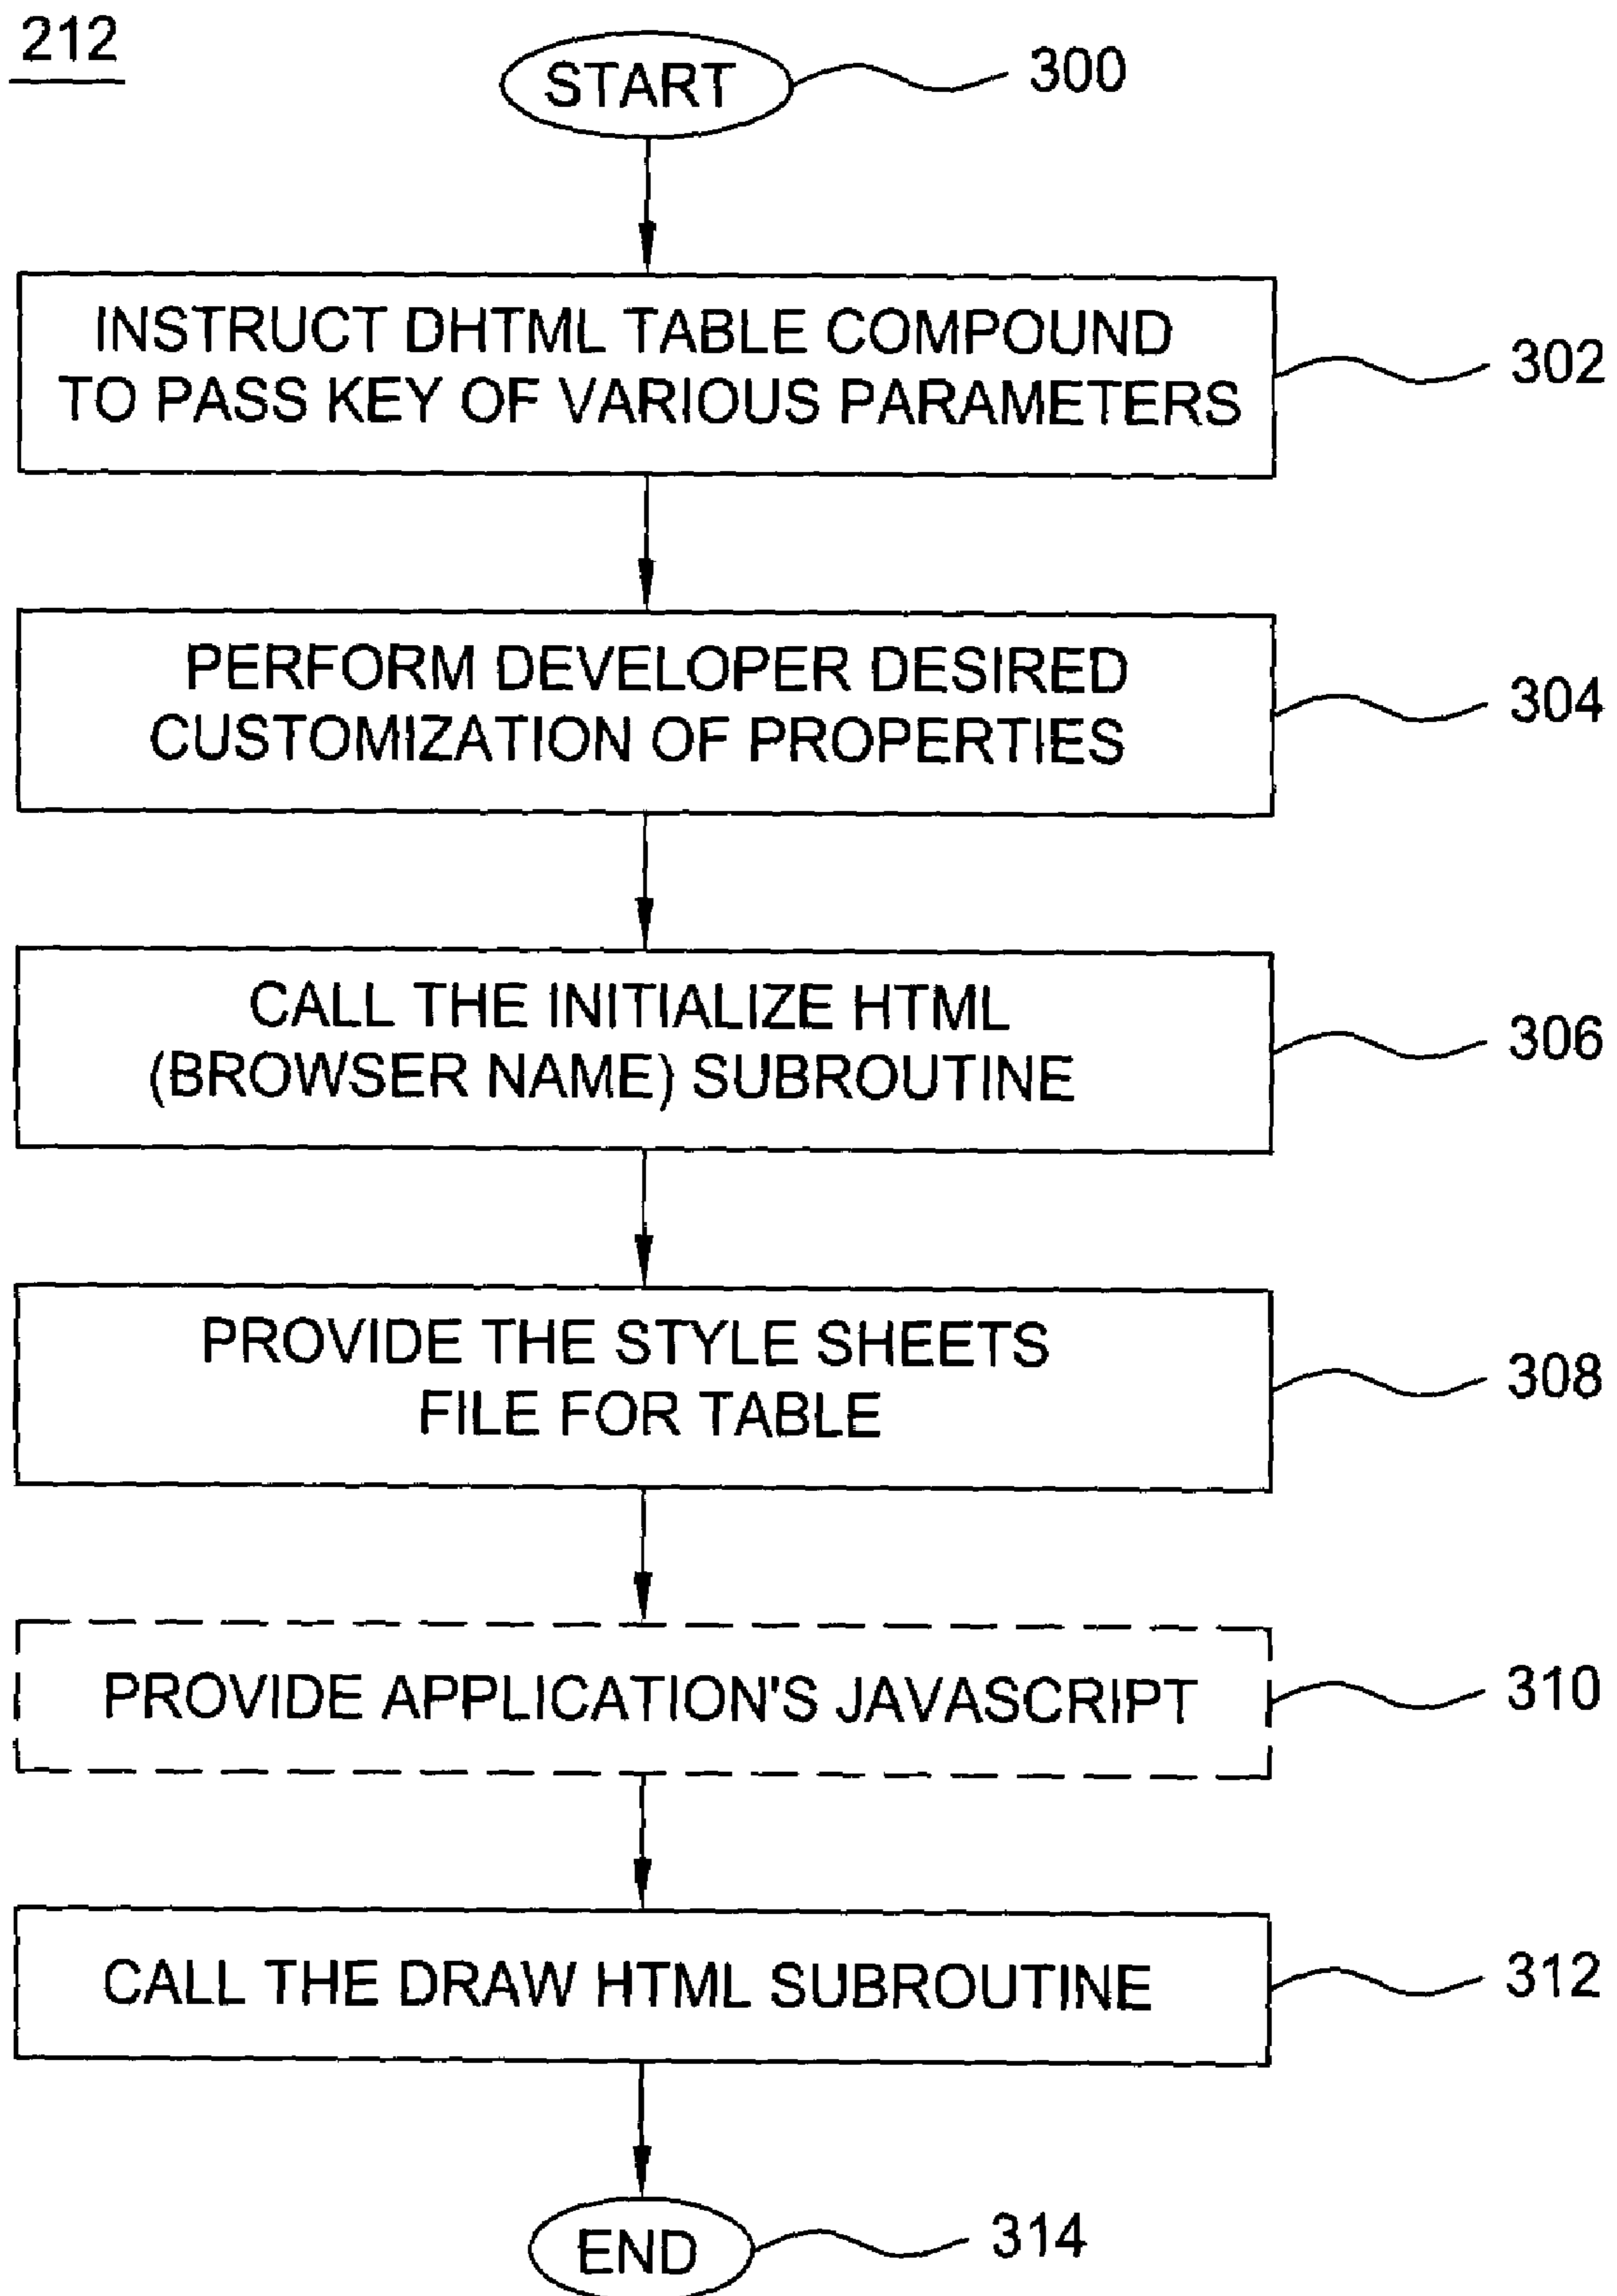 212
START
300
INSTRUCT DHTML TABLE COMPOUND
TO PASS KEY OF VARIOUS PARAMETERS
302
PERFORM DEVELOPER DESIRED
CUSTOMIZATION OF PROPERTIES
304
CALL THE INITIALIZE HTML
(BROWSER NAME) SUBROUTINE
306
PROVIDE THE STYLE SHEETS
FILE FOR TABLE
308
PROVIDE APPLICATION'S JAVASCRIPT
310
CALL THE DRAW HTML SUBROUTINE
312
END
314